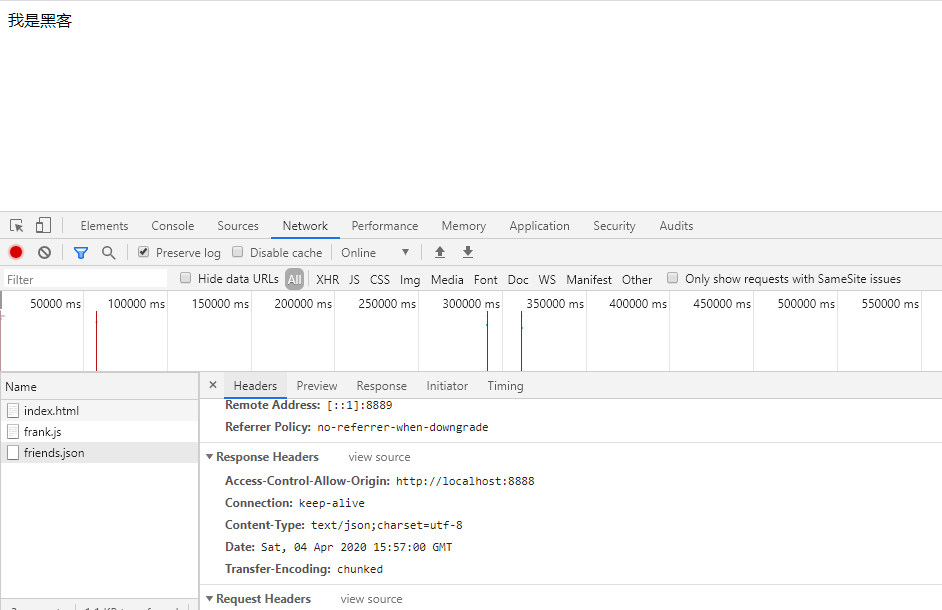 我是黑客
Elements Console Sources Network Performance Memory Application Security Audits
Preserve log Disable cache Online ▼
Filter Hide data URLs All XHR JS CSS Img Media Font Doc WS Manifest Other Only show requests with SameSite issues
50000 ms 100000 ms 150000 ms 200000 ms 250000 ms 300000 ms 350000 ms 400000 ms 450000 ms 500000 ms 550000 ms
Name × Headers Preview Response Initiator Timing
index.html
frank.js
friends.json
Remote Address: [::1]:8889
Referrer Policy: no-referrer-when-downgrade
▼ Response Headers view source
Access-Control-Allow-Origin: http://localhost:8888
Connection: keep-alive
Content-Type: text/json;charset=utf-8
Date: Sat, 04 Apr 2020 15:57:00 GMT
Transfer-Encoding: chunked
▼ Request Headers view source